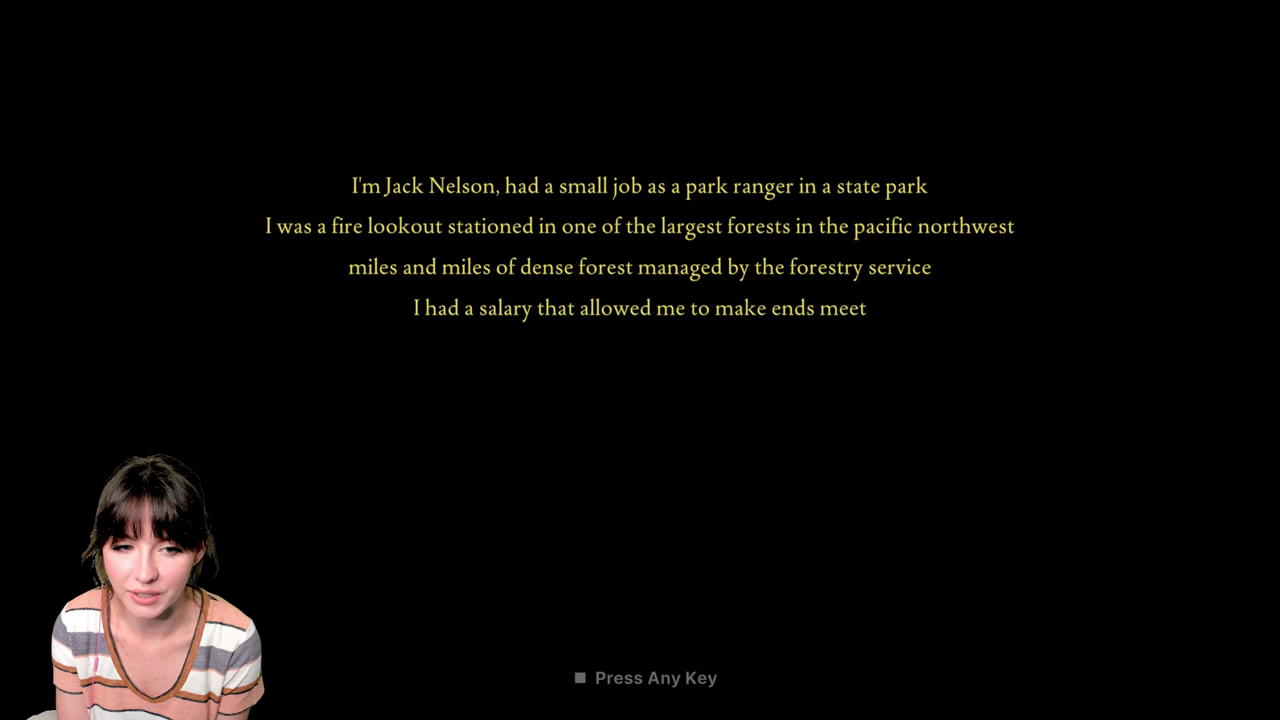 I'm Jack Nelson, had a small job as a park ranger in a state park
I was a fire lookout stationed in one of the largest forests in the pacific northwest
miles and miles of dense forest managed by the forestry service
I had a salary that allowed me to make ends meet
Press Any Key